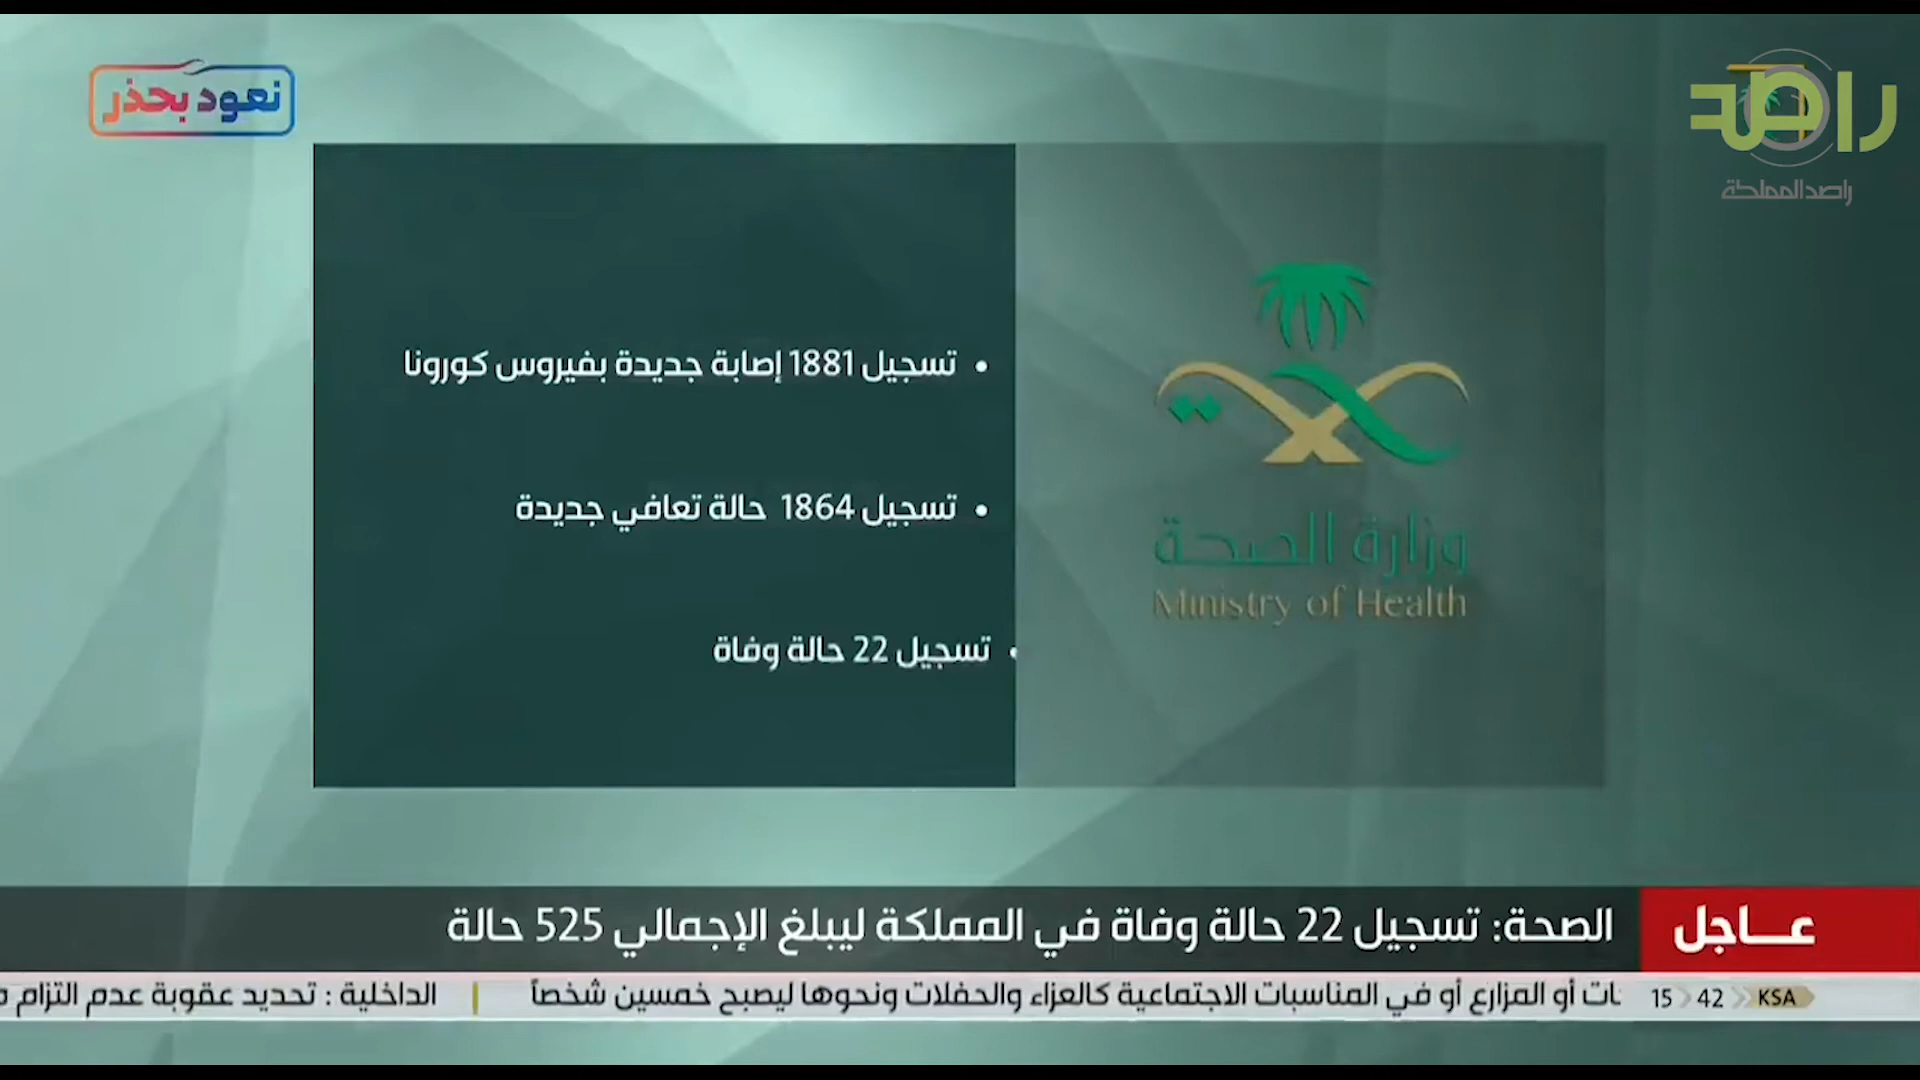 نعود بحذر
راصد
راصد المملكة
تسجيل 1881 إصابة جديدة بفيروس كورونا
تسجيل 1864 حالة تعافي جديدة
تسجيل 22 حالة وفاة
وزارة الصحة
Ministry of Health
عـــاجل
الصحة: تسجيل 22 حالة وفاة في المملكة ليبلغ الإجمالي 525 حالة
15 42 KSA
أو المزارع أو في المناسبات الاجتماعية كالعزاء والحفلات ونحوها ليصبح خمسين شخصاً | الداخلية : تحديد عقوبة عدم التزام